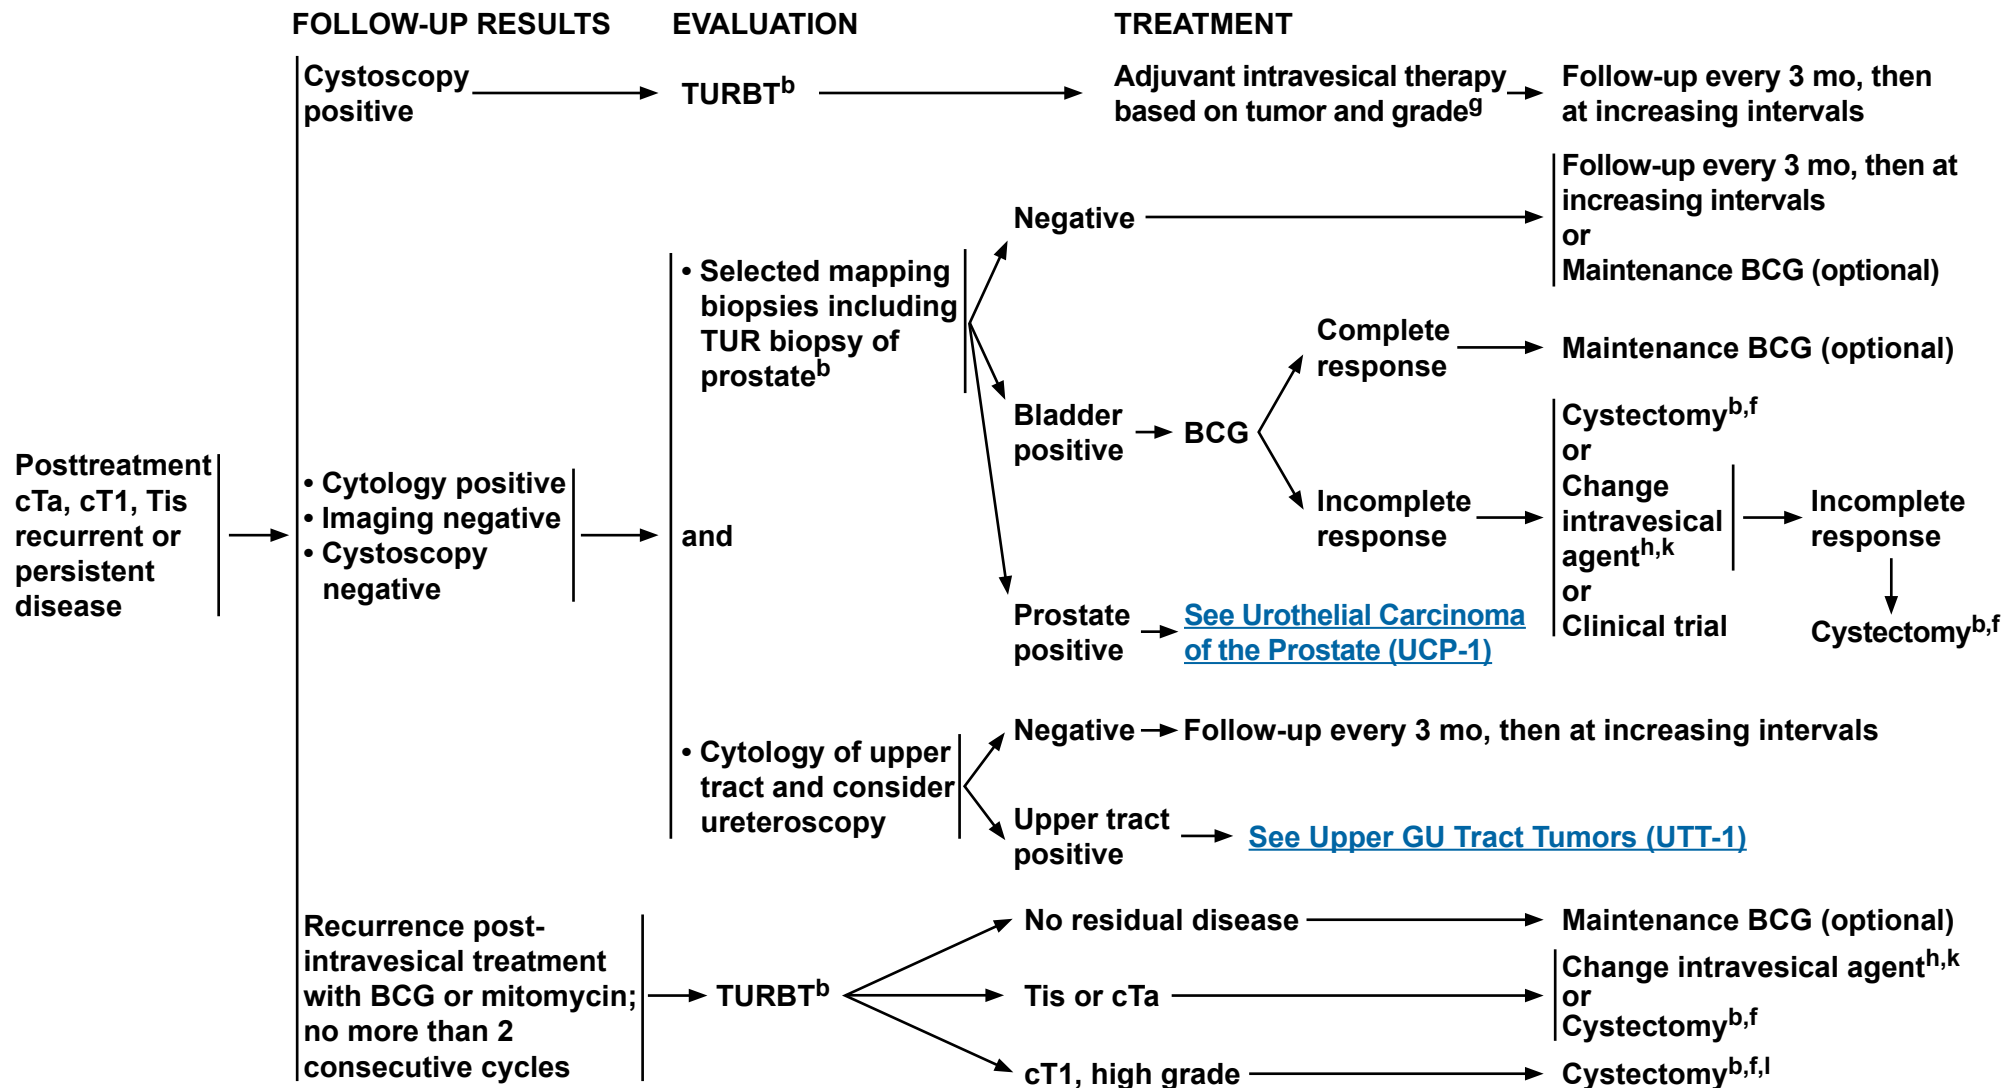 FOLLOW-UP RESULTS
EVALUATION
TREATMENT
Cystoscopy
positive
TURBTb
Adjuvant intravesical therapy
based on tumor and gradeg
Follow-up every 3 mo, then
at increasing intervals
Posttreatment
cTa, cT1, Tis
recurrent or
persistent
disease
• Cytology positive
• Imaging negative
• Cystoscopy
negative
• Selected mapping
biopsies including
TUR biopsy of
prostateb
and
• Cytology of upper
tract and consider
ureteroscopy
Negative
Follow-up every 3 mo, then at
increasing intervals
or
Maintenance BCG (optional)
Bladder
positive
BCG
Complete
response
Maintenance BCG (optional)
Incomplete
response
Cystectomyb,f
or
Change
intravesical
agenth,k
or
Clinical trial
Incomplete
response
Cystectomyb,f
Prostate
positive
See Urothelial Carcinoma
of the Prostate (UCP-1)
Negative
Follow-up every 3 mo, then at increasing intervals
Upper tract
positive
See Upper GU Tract Tumors (UTT-1)
Recurrence post-
intravesical treatment
with BCG or mitomycin;
no more than 2
consecutive cycles
TURBTb
No residual disease
Maintenance BCG (optional)
Tis or cTa
Change intravesical agenth,k
or
Cystectomyb,f
cT1, high grade
Cystectomyb,f,l